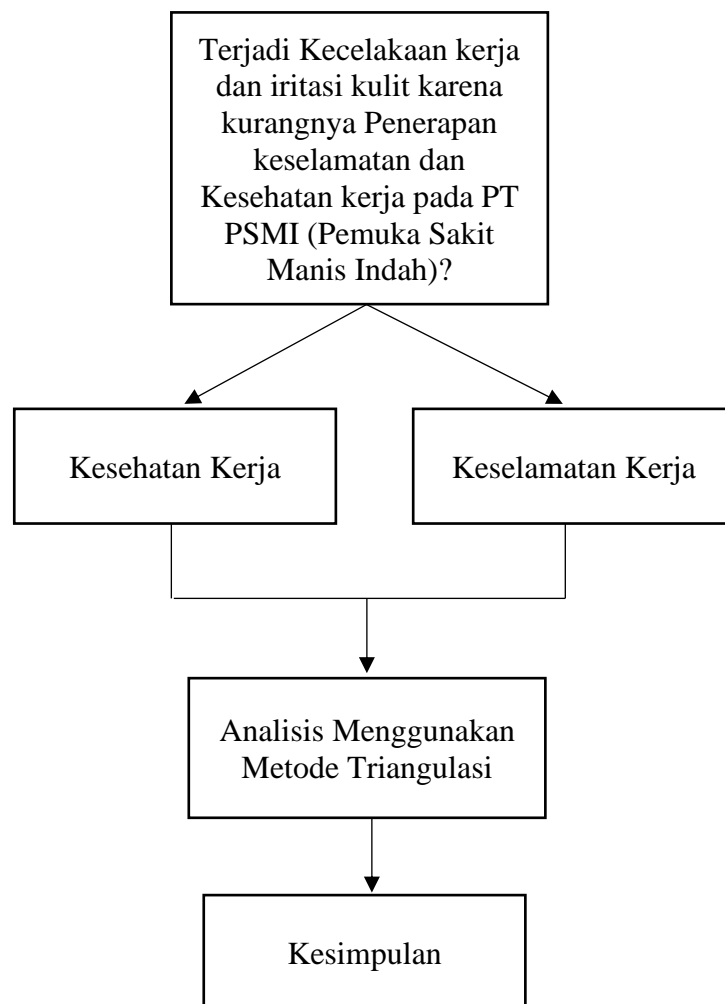 Terjadi Kecelakaan kerja
dan iritasi kulit karena
kurangnya Penerapan
keselamatan dan
Kesehatan kerja pada PT
PSMI (Pemuka Sakit
Manis Indah)?
Kesehatan Kerja
Keselamatan Kerja
Analisis Menggunakan
Metode Triangulasi
Kesimpulan